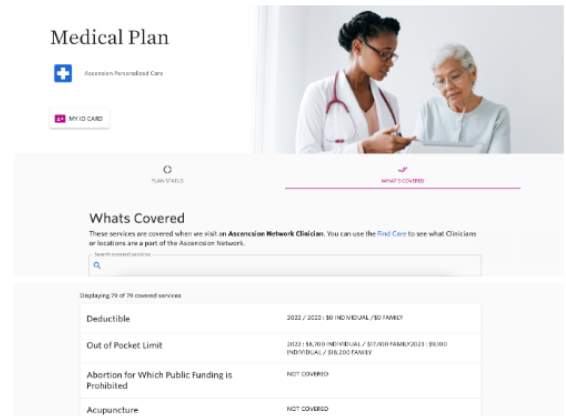 Medical Plan
Ascension Personalized Care
MY ID CARD
PLAN STATUS
WHAT'S COVERED
Whats Covered
These services are covered when we visit an Ascencsion Network Clinician. You can use the Find Care to see what Clinicians
or locations are a part of the Ascencsion Network.
Search covered services
Displaying 79 of 79 covered services
Deductible
2022 / 2023 : $0 INDIVIDUAL / $0 FAMILY
Out of Pocket Limit
2022 : $8,700 INDIVIDUAL / $17,400 FAMILY2023 : $9,100
INDIVIDUAL / $18,200 FAMILY
Abortion for Which Public Funding is
Prohibited
NOT COVERED
Acupuncture
NOT COVERED